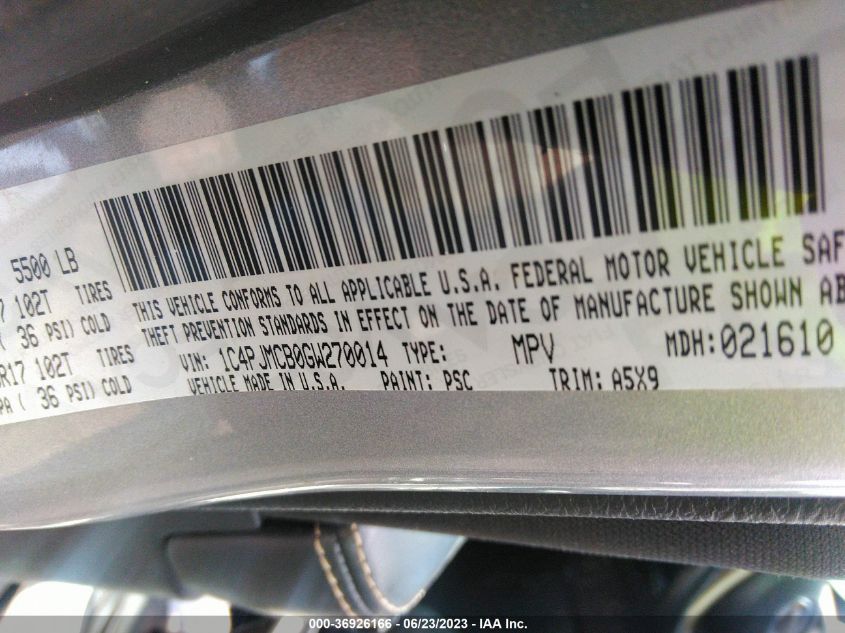 5500 LB
7 102T TIRES
( 36 PSI) COLD
R17 102T TIRES
PA ( 36 PSI) COLD
THIS VEHICLE CONFORMS TO ALL APPLICABLE U.S.A. FEDERAL MOTOR VEHICLE SAF
THEFT PREVENTION STANDARDS IN EFFECT ON THE DATE OF MANUFACTURE SHOWN AB
VIN: 1C4PJMCB0GW270014 TYPE: MPV MDH:021610
VEHICLE MADE IN U.S.A. PAINT: PSC TRIM: A5X9
000-36926166 - 06/23/2023 - IAA Inc.